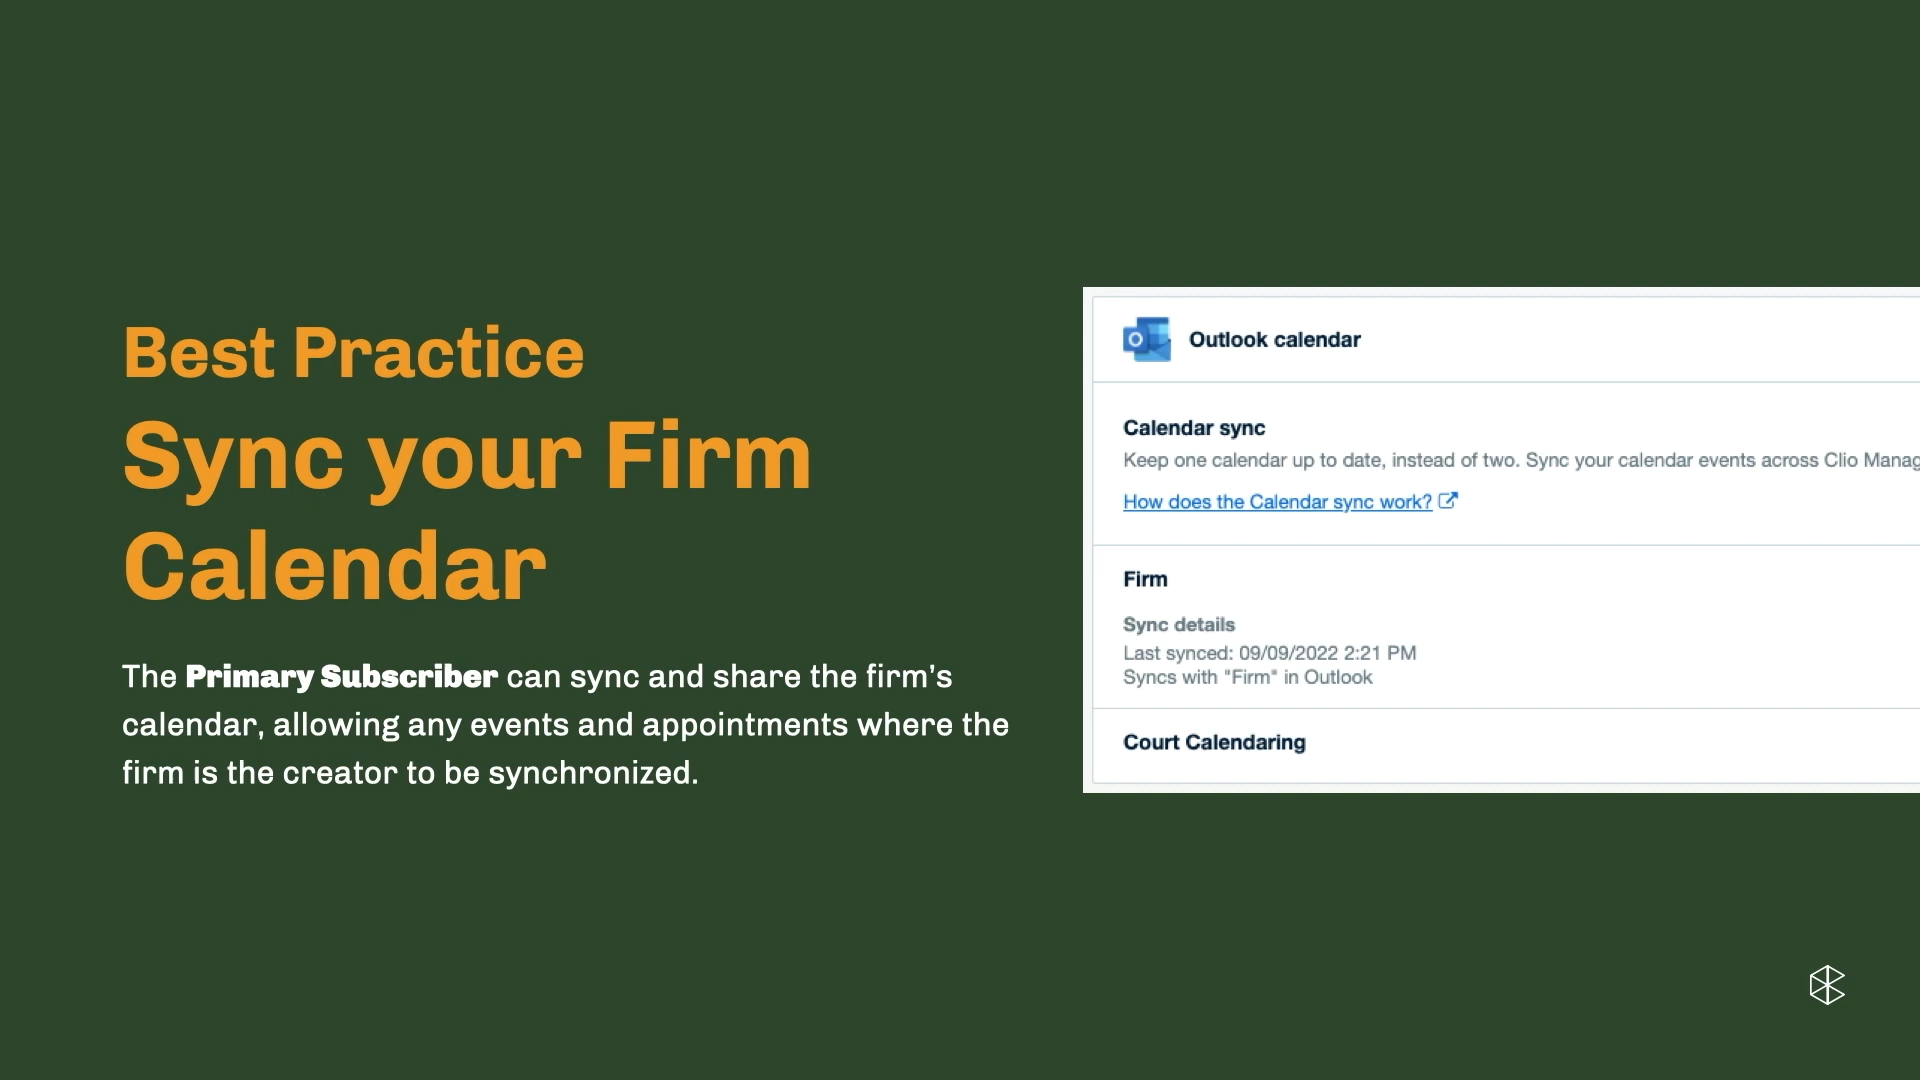 Best Practice
Sync your Firm
Calendar
The Primary Subscriber can sync and share the firm's
calendar, allowing any events and appointments where the
firm is the creator to be synchronized.
Outlook calendar
Calendar sync
Keep one calendar up to date, instead of two. Sync your calendar events across Clio Manag
How does the Calendar sync work?
Firm
Sync details
Last synced: 09/09/2022 2:21 PM
Syncs with "Firm" in Outlook
Court Calendaring